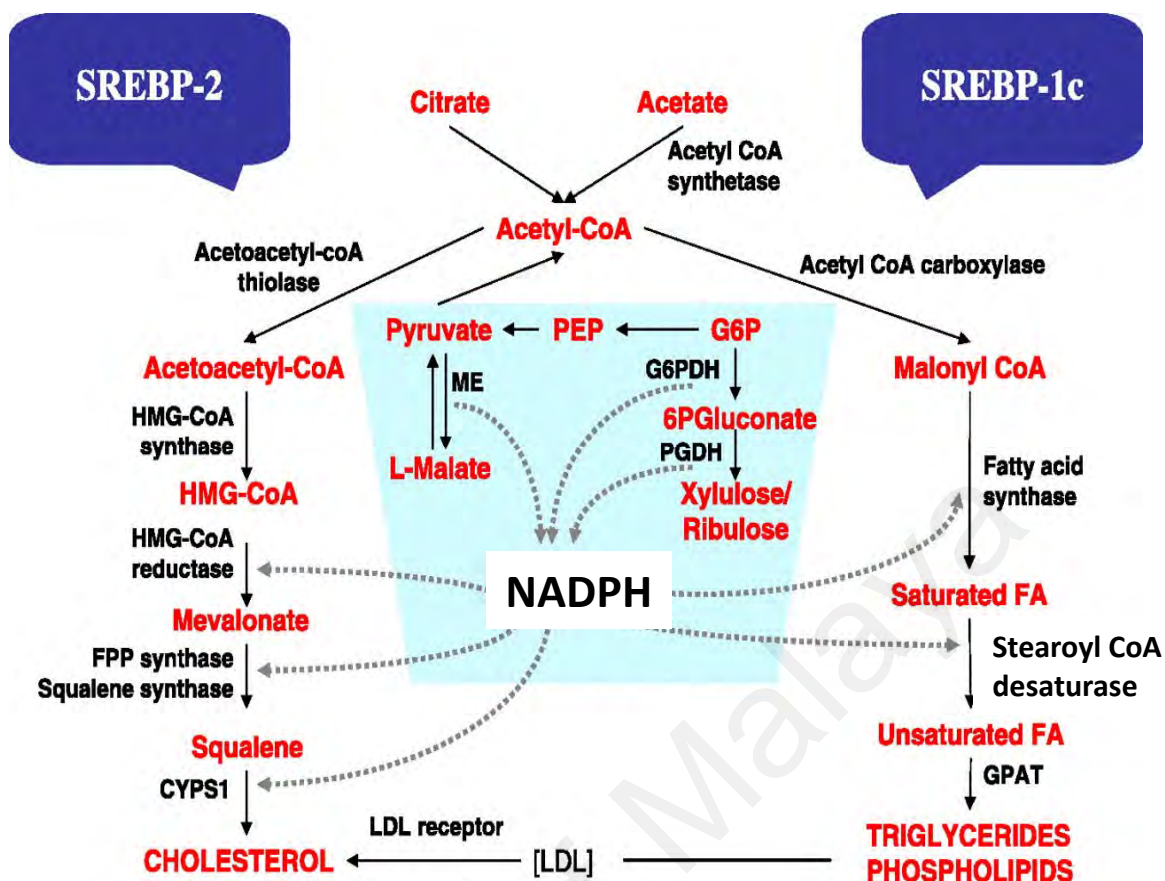 SREBP-2
SREBP-1c
Citrate
Acetate
Acetyl CoA
synthetase
Acetyl-CoA
Acetoacetyl-coA
thiolase
Acetyl CoA carboxylase
Pyruvate
PEP
G6P
Acetoacetyl-CoA
ME
G6PDH
Malonyl CoA
HMG-CoA
synthase
6PGluconate
L-Malate
PGDH
Fatty acid
synthase
HMG-CoA
Xylulose/
Ribulose
HMG-CoA
reductase
NADPH
Saturated FA
Mevalonate
FPP synthase
Squalene synthase
Stearoyl CoA
desaturase
Squalene
Unsaturated FA
CYPS1
GPAT
LDL receptor
CHOLESTEROL
[LDL]
TRIGLYCERIDES
PHOSPHOLIPIDS
Malaya